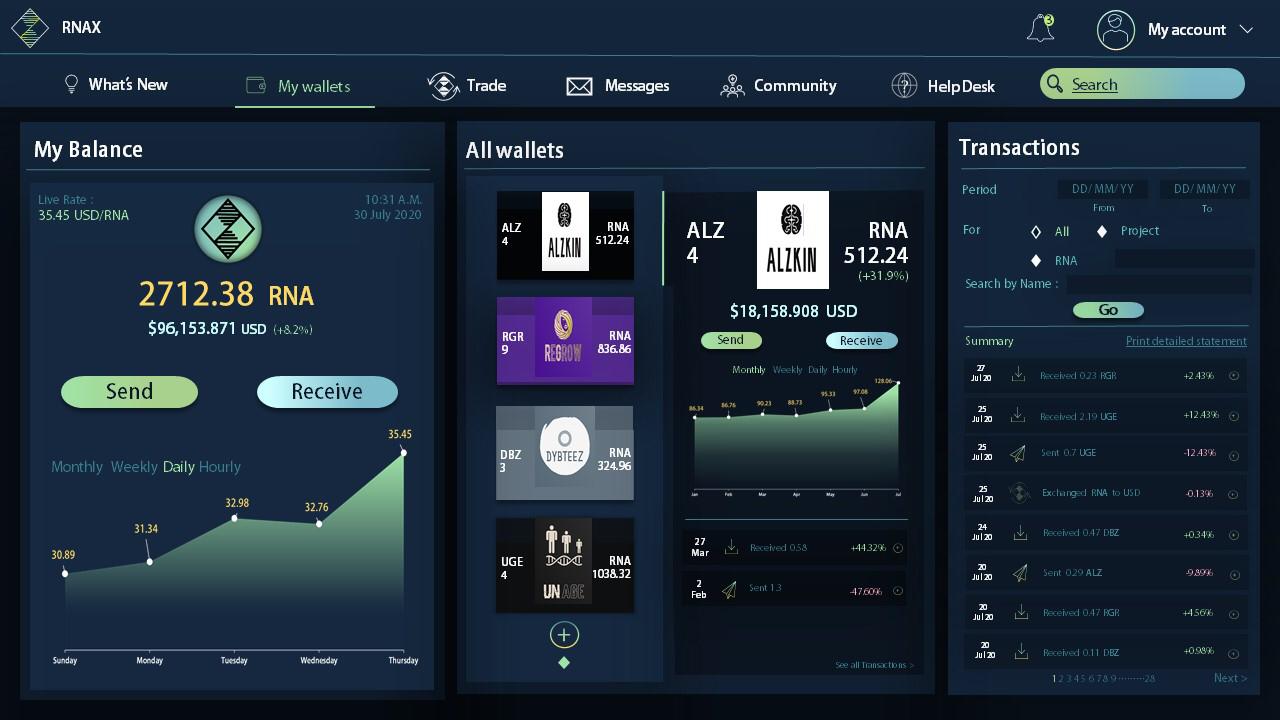 RNAX
3
My account
What's New
My wallets
Trade
Messages
Community
Help Desk
Search
My Balance
Live Rate :
35.45 USD/RNA
10:31 A.M.
30 July 2020
2712.38 RNA
$96,153.871 USD (+8.2%)
Send
Receive
Monthly Weekly Daily Hourly
30.89
31.34
32.98
32.76
35.45
Sunday
Monday
Tuesday
Wednesday
Thursday
All wallets
ALZ
4
ALZKIN
RNA
512.24
RGR
9
REGROW
RNA
836.86
DBZ
3
DYBTEEZ
RNA
324.96
UGE
4
UNAGE
RNA
1038.32
ALZ
4
ALZKIN
RNA
512.24
(+31.9%)
$18,158.908 USD
Send
Receive
Monthly Weekly Daily Hourly
86.34
86.76
90.23
88.73
95.33
97.08
128.06
Jan
Feb
Mar
Apr
May
Jun
Jul
27
Mar
Received 0.58
+44.32%
2
Feb
Sent 1.3
-47.60%
See all Transactions >
Transactions
Period
DD/MM/YY
DD/MM/YY
From
To
For
All
Project
RNA
Search by Name :
Go
Summary
Print detailed statement
27
Jul 20
Received 0.23 RGR
+2.43%
25
Jul 20
Received 2.19 UGE
+12.43%
25
Jul 20
Sent 0.7 UGE
-12.43%
25
Jul 20
Exchanged RNA to USD
-0.13%
24
Jul 20
Received 0.47 DBZ
+0.34%
20
Jul 20
Sent 0.29 ALZ
-9.89%
20
Jul 20
Received 0.47 RGR
+4.56%
20
Jul 20
Received 0.11 DBZ
+0.98%
1 2 3 4 5 6 7 8 9 ·········28
Next >